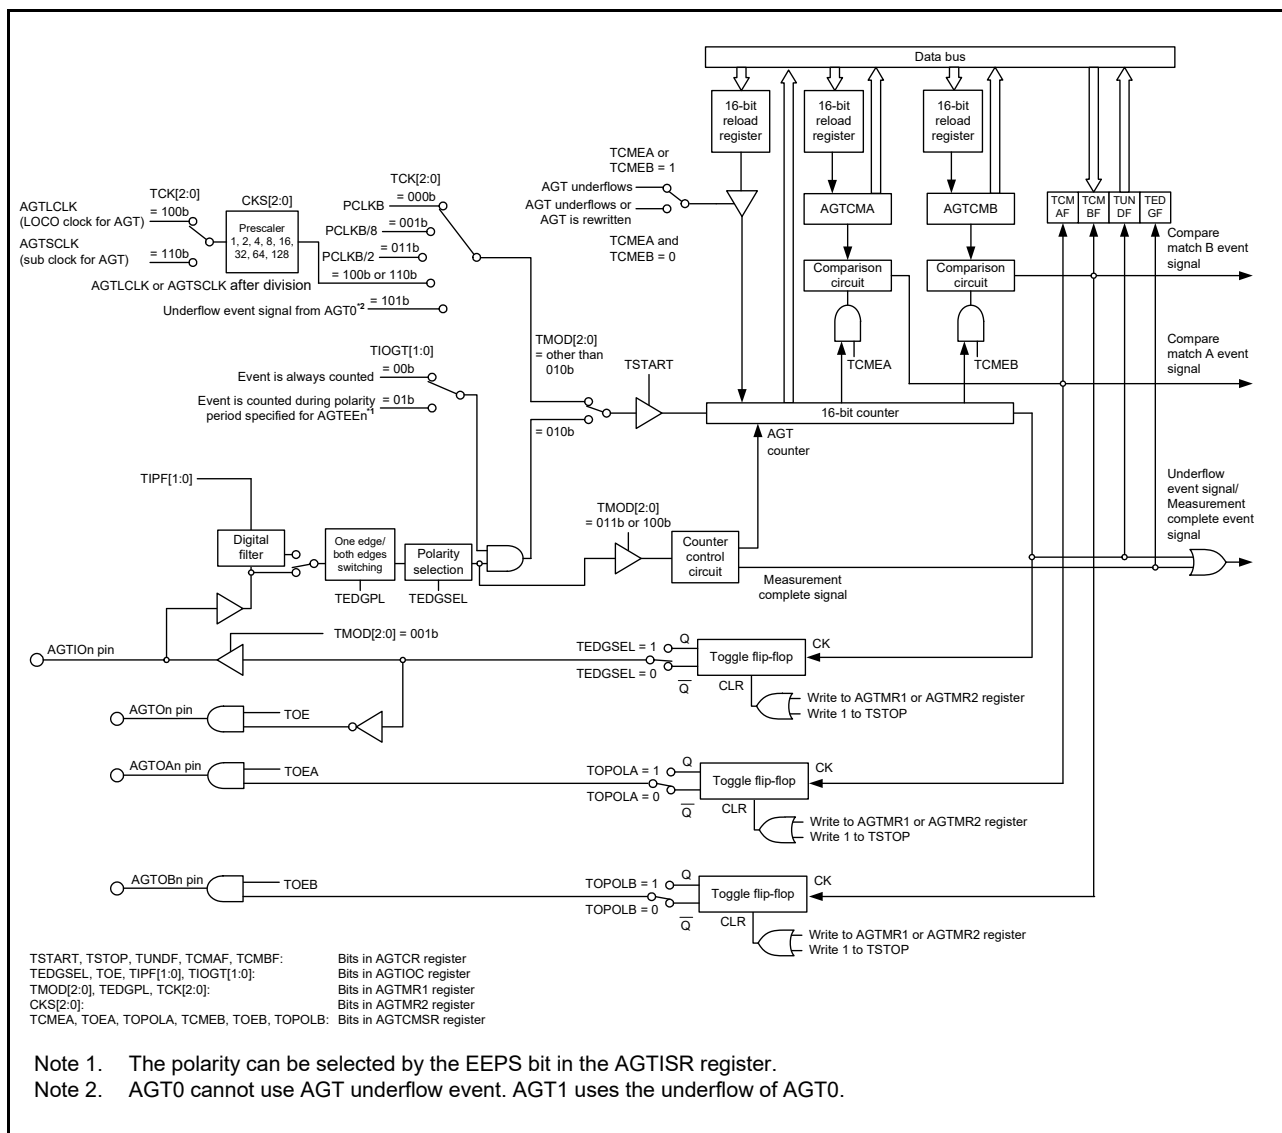 Data bus
16-bit
reload
register
16-bit
reload
register
16-bit
reload
register
TCMEA or
TCMEB = 1
AGT underflows
AGT underflows or
AGT is rewritten
TCMEA and
TCMEB = 0
TCK[2:0]
CKS[2:0]
TCK[2:0]
= 000b
PCLKB
= 001b
PCLKB/8
= 011b
PCLKB/2
= 100b or 110b
AGTLCLK
(LOCO clock for AGT)
= 100b
AGTSCLK
(sub clock for AGT)
= 110b
Prescaler
1, 2, 4, 8, 16,
32, 64, 128
AGTLCLK or AGTSCLK after division
Underflow event signal from AGT0*2
= 101b
AGTCMA
AGTCMB
TCM
AF
TCM
BF
TUN
DF
TED
GF
Compare
match B event
signal
Comparison
circuit
Comparison
circuit
TCMEA
TCMEB
Compare
match A event
signal
TIOGT[1:0]
= 00b
Event is always counted
Event is counted during polarity
period specified for AGTEEn*1
= 01b
TMOD[2:0]
= other than
010b
= 010b
TSTART
16-bit counter
AGT
counter
TIPF[1:0]
Digital
filter
One edge/
both edges
switching
Polarity
selection
TEDGPL
TEDGSEL
TMOD[2:0]
= 011b or 100b
Counter
control
circuit
Measurement
complete signal
Underflow
event signal/
Measurement
complete event
signal
AGTIOn pin
TMOD[2:0] = 001b
TEDGSEL = 1
TEDGSEL = 0
Q
Q
Toggle flip-flop
CK
CLR
Write to AGTMR1 or AGTMR2 register
Write 1 to TSTOP
AGTOn pin
TOE
AGTOAn pin
TOEA
TOPOLA = 1
TOPOLA = 0
Q
Q
Toggle flip-flop
CK
CLR
Write to AGTMR1 or AGTMR2 register
Write 1 to TSTOP
AGTOBn pin
TOEB
TOPOLB = 1
TOPOLB = 0
Q
Q
Toggle flip-flop
CK
CLR
Write to AGTMR1 or AGTMR2 register
Write 1 to TSTOP
TSTART, TSTOP, TUNDF, TCMAF, TCMBF: Bits in AGTCR register
TEDGSEL, TOE, TIPF[1:0], TIOGT[1:0]: Bits in AGTIOC register
TMOD[2:0], TEDGPL, TCK[2:0]: Bits in AGTMR1 register
CKS[2:0]: Bits in AGTMR2 register
TCMEA, TOEA, TOPOLA, TCMEB, TOEB, TOPOLB: Bits in AGTCMSR register
Note 1. The polarity can be selected by the EEPS bit in the AGTISR register.
Note 2. AGT0 cannot use AGT underflow event. AGT1 uses the underflow of AGT0.